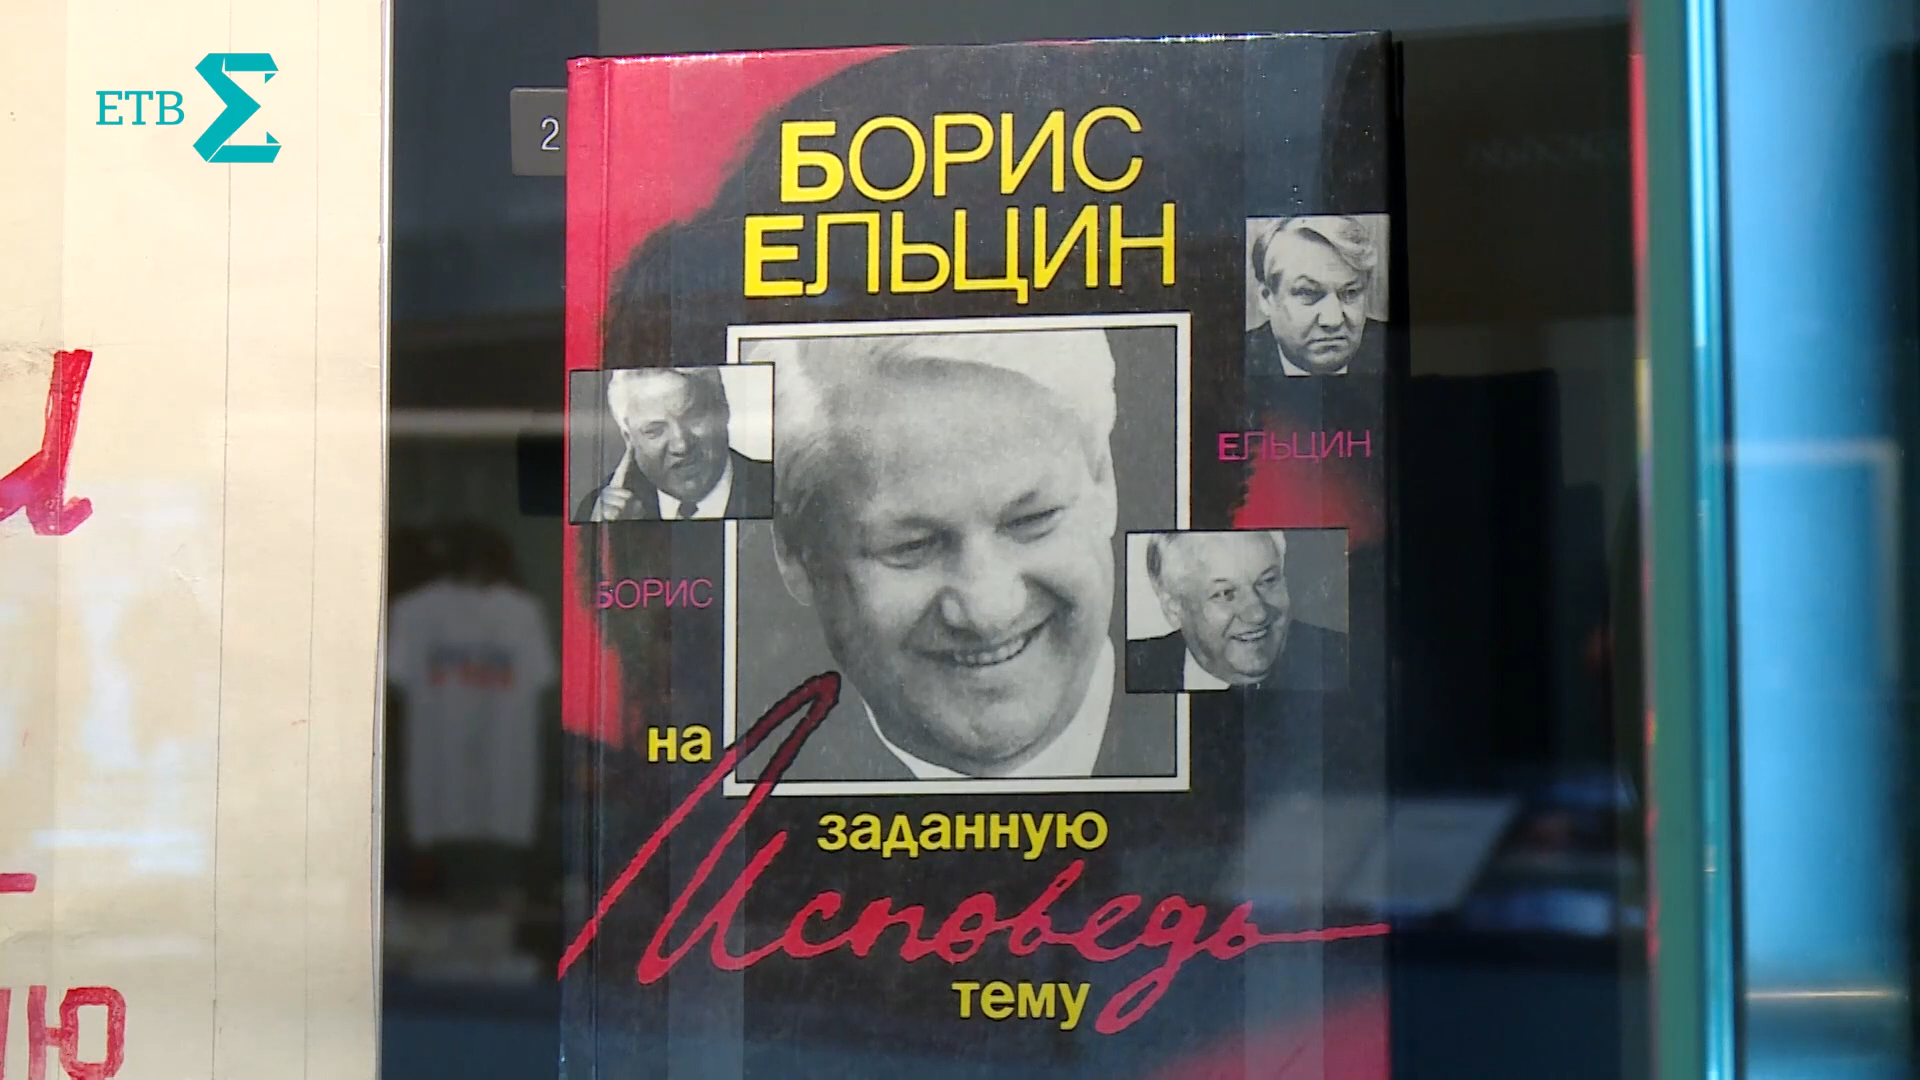 ЕТВ
2
БОРИС
ЕЛЬЦИН
ЕЛЬЦИН
БОРИС
на
заданную
Исповедь
тему
Ю